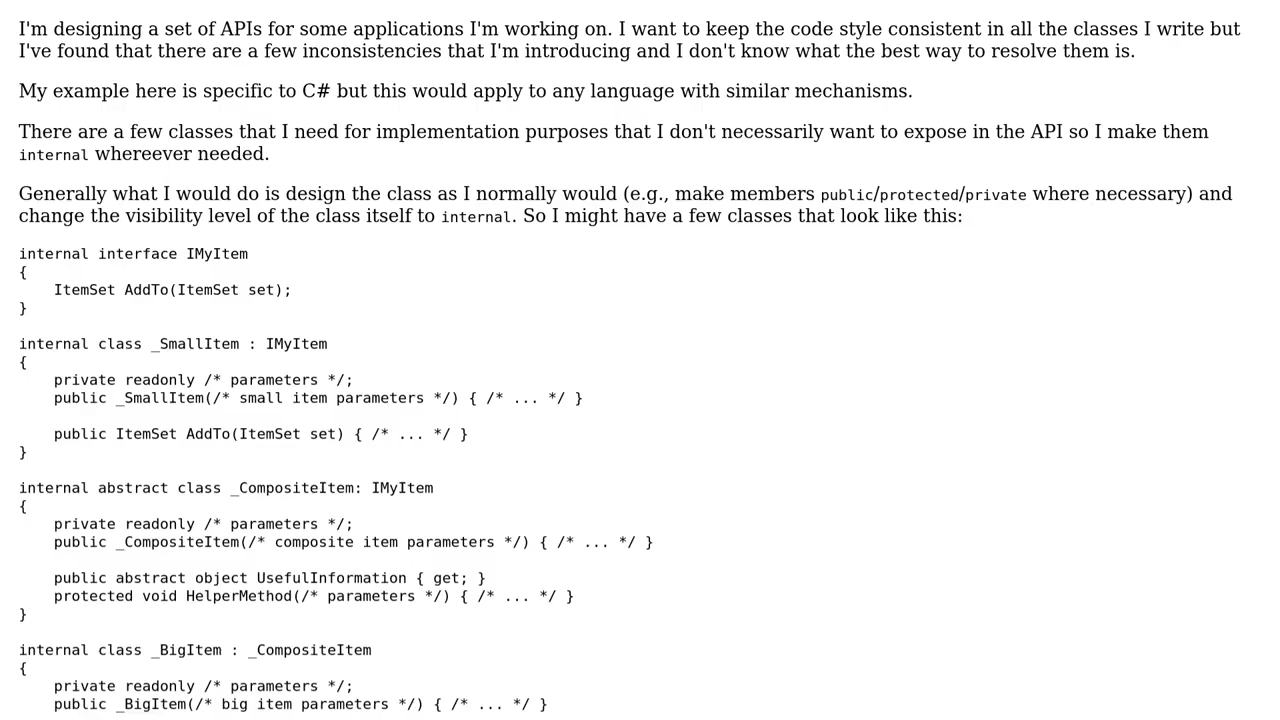 I'm designing a set of APIs for some applications I'm working on. I want to keep the code style consistent in all the classes I write but
I've found that there are a few inconsistencies that I'm introducing and I don't know what the best way to resolve them is.
My example here is specific to C# but this would apply to any language with similar mechanisms.
There are a few classes that I need for implementation purposes that I don't necessarily want to expose in the API so I make them
internal whereever needed.
Generally what I would do is design the class as I normally would (e.g., make members public/protected/private where necessary) and
change the visibility level of the class itself to internal. So I might have a few classes that look like this:
internal interface IMyItem
{
    ItemSet AddTo(ItemSet set);
}
internal class _SmallItem : IMyItem
{
    private readonly /* parameters */;
    public _SmallItem(/* small item parameters */) { /* ... */ }
    public ItemSet AddTo(ItemSet set) { /* ... */ }
}
internal abstract class _CompositeItem: IMyItem
{
    private readonly /* parameters */;
    public _CompositeItem(/* composite item parameters */) { /* ... */ }
    public abstract object UsefulInformation { get; }
    protected void HelperMethod(/* parameters */) { /* ... */ }
}
internal class _BigItem : _CompositeItem
{
    private readonly /* parameters */;
    public _BigItem(/* big item parameters */) { /* ... */ }